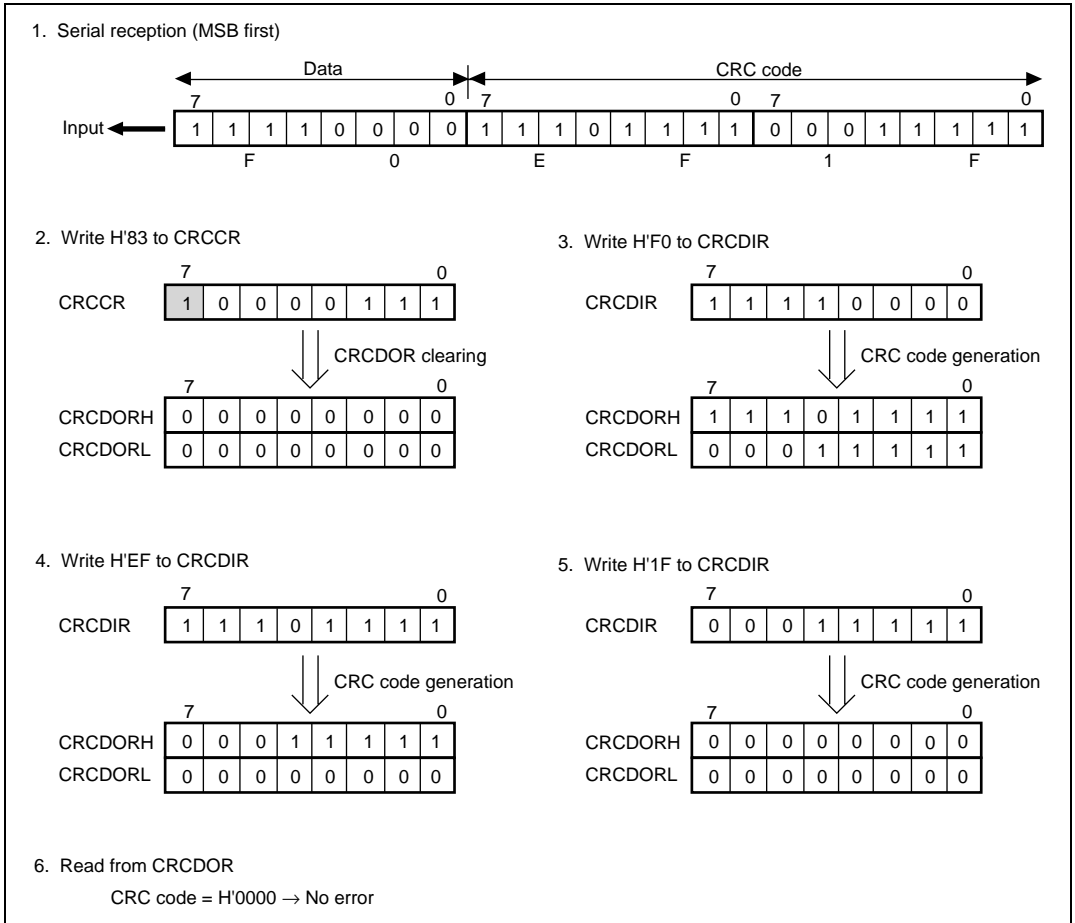 1. Serial reception (MSB first)
Data CRC code
7 0 7 0 7 0
Input 1 1 1 1 0 0 0 0 1 1 1 0 1 1 1 1 0 0 0 1 1 1 1 1
F 0 E F 1 F
2. Write H'83 to CRCCR
7 0
CRCCR 1 0 0 0 0 1 1 1
CRCDOR clearing
7 0
CRCDORH 0 0 0 0 0 0 0 0
CRCDORL 0 0 0 0 0 0 0 0
3. Write H'F0 to CRCDIR
7 0
CRCDIR 1 1 1 1 0 0 0 0
CRC code generation
7 0
CRCDORH 1 1 1 0 1 1 1 1
CRCDORL 0 0 0 1 1 1 1 1
4. Write H'EF to CRCDIR
7 0
CRCDIR 1 1 1 0 1 1 1 1
CRC code generation
7 0
CRCDORH 0 0 0 1 1 1 1 1
CRCDORL 0 0 0 0 0 0 0 0
5. Write H'1F to CRCDIR
7 0
CRCDIR 0 0 0 1 1 1 1 1
CRC code generation
7 0
CRCDORH 0 0 0 0 0 0 0 0
CRCDORL 0 0 0 0 0 0 0 0
6. Read from CRCDOR
CRC code = H'0000 → No error